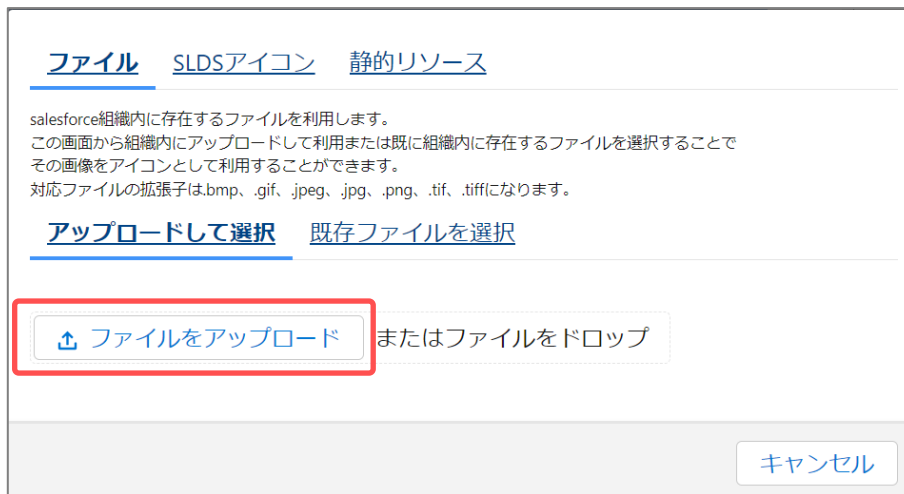 ファイル SLDSアイコン 静的リソース
salesforce組織内に存在するファイルを利用します。
この画面から組織内にアップロードして利用または既に組織内に存在するファイルを選択することで
その画像をアイコンとして利用することができます。
対応ファイルの拡張子は.bmp、.gif、.jpeg、.jpg、.png、.tif、.tiffになります。
アップロードして選択 既存ファイルを選択
ファイルをアップロード またはファイルをドロップ
キャンセル